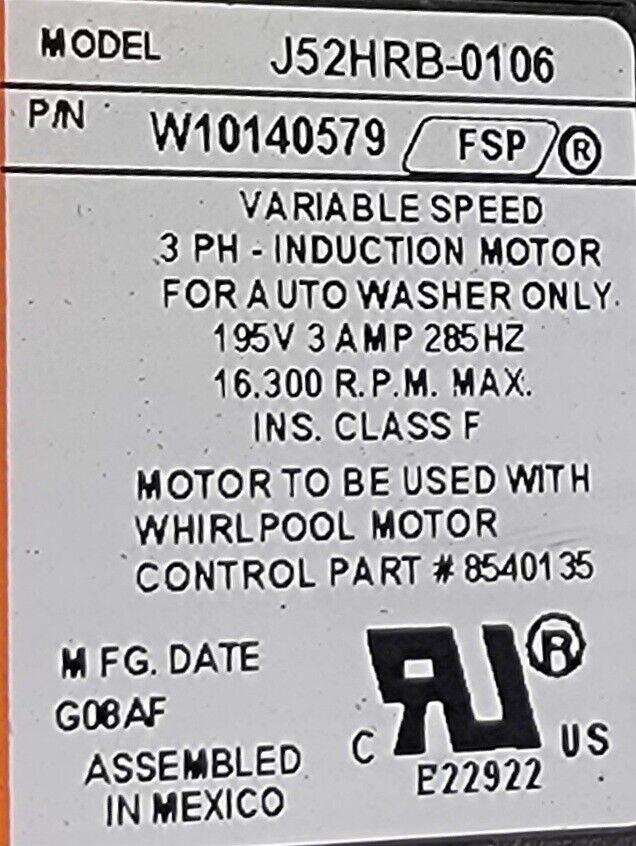 MODEL J52HRB-0106
P/N W10140579 FSP ®
VARIABLE SPEED
3 PH - INDUCTION MOTOR
FOR AUTO WASHER ONLY.
195V 3 AMP 285HZ
16.300 R.P.M. MAX.
INS. CLASS F
MOTOR TO BE USED WITH
WHIRLPOOL MOTOR
CONTROL PART # 8540135
MFG. DATE
G08AF
ASSEMBLED
IN MEXICO
C RU ® US
E22922